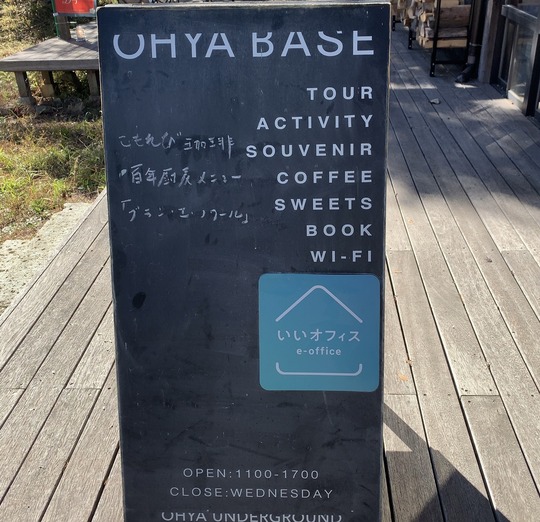 OHYA BASE
TOUR
ACTIVITY
SOUVENIR
COFFEE
SWEETS
BOOK
WI-FI
こもれび珈琲
百年厨房メニュー
「ブラン・エ・ノワール」
いいオフィス
e-office
OPEN:1100-1700
CLOSE:WEDNESDAY
OHYA UNDERGROUND